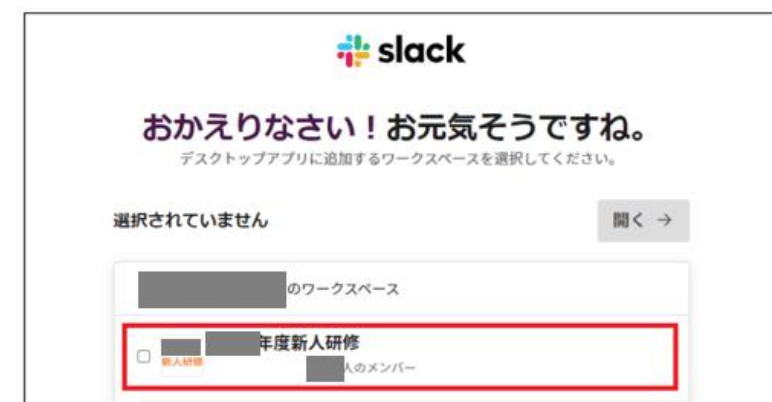 slack
おかえりなさい！お元気そうですね。
デスクトップアプリに追加するワークスペースを選択してください。
選択されていません
開く →
のワークスペース
年度新人研修
新人研修
人のメンバー